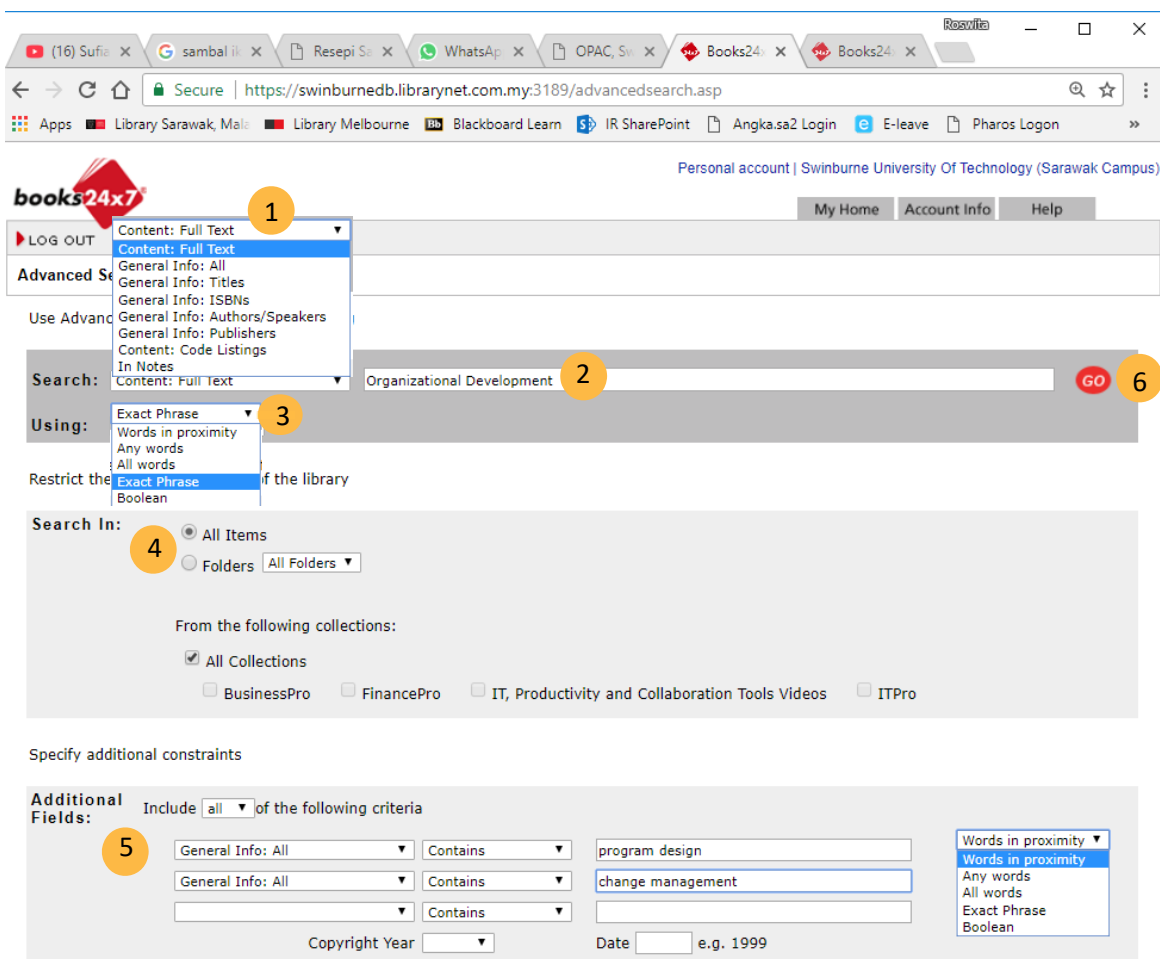 Roswita
(16) Sufia
sambal ik
Resepi Sa
WhatsAp
OPAC, Sw
Books24x
Books24x
Secure | https://swinburnedb.librarynet.com.my:3189/advancedsearch.asp
Apps Library Sarawak, Mala Library Melbourne Bb Blackboard Learn IR SharePoint Angka.sa2 Login E-leave Pharos Logon »
Personal account | Swinburne University Of Technology (Sarawak Campus)
books24x7
My Home Account Info Help
1
LOG OUT
Content: Full Text
Content: Full Text
General Info: All
General Info: Titles
General Info: ISBNs
General Info: Authors/Speakers
General Info: Publishers
Content: Code Listings
In Notes
Advanced Se
Use Advanc
Search: Content: Full Text Organizational Development 2 GO 6
Using: Exact Phrase 3
Words in proximity
Any words
All words
Exact Phrase
Boolean
Restrict the of the library
Search In:
4
All Items
Folders All Folders
From the following collections:
All Collections
BusinessPro FinancePro IT, Productivity and Collaboration Tools Videos ITPro
Specify additional constraints
Additional Fields:
Include all of the following criteria
5
General Info: All Contains program design
General Info: All Contains change management
Contains
Words in proximity
Words in proximity
Any words
All words
Exact Phrase
Boolean
Copyright Year Date e.g. 1999